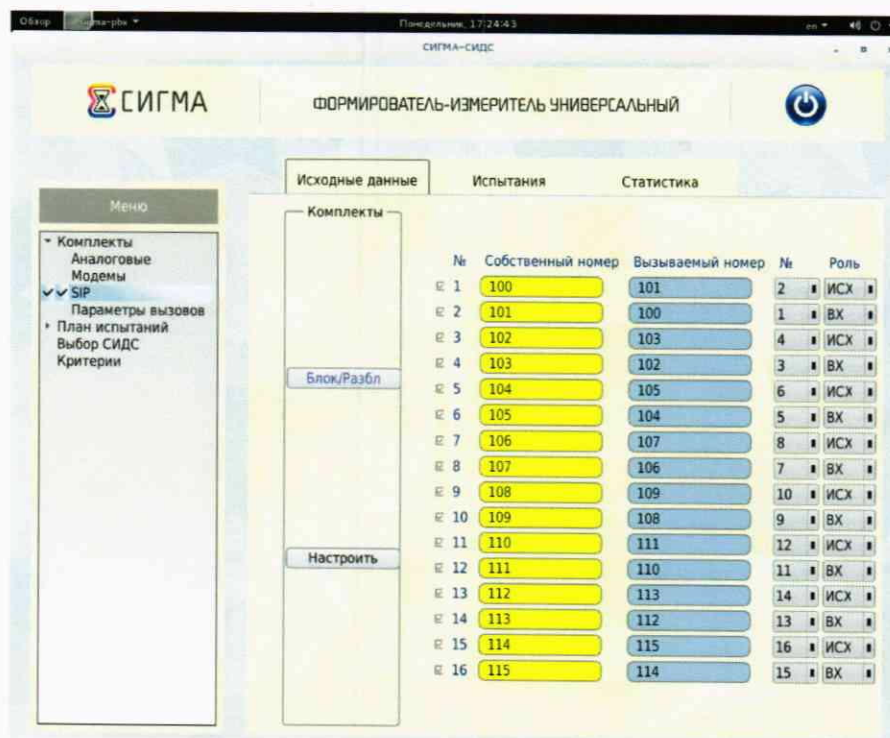 Обзор sigma-pbx Понедельник, 17:24:43 en
СИГМА-СИДС
СИГМА ФОРМИРОВАТЕЛЬ-ИЗМЕРИТЕЛЬ УНИВЕРСАЛЬНЫЙ
Исходные данные Испытания Статистика
Меню
Комплекты
Аналоговые
Модемы
SIP
Параметры вызовов
План испытаний
Выбор СИДС
Критерии
Комплекты
Блок/Разбл
Настроить
№ Собственный номер Вызываемый номер № Роль
1 100 101 2 ИСХ
2 101 100 1 ВХ
3 102 103 4 ИСХ
4 103 102 3 ВХ
5 104 105 6 ИСХ
6 105 104 5 ВХ
7 106 107 8 ИСХ
8 107 106 7 ВХ
9 108 109 10 ИСХ
10 109 108 9 ВХ
11 110 111 12 ИСХ
12 111 110 11 ВХ
13 112 113 14 ИСХ
14 113 112 13 ВХ
15 114 115 16 ИСХ
16 115 114 15 ВХ